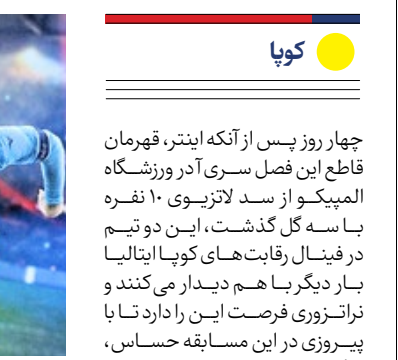 کوپا
چهار روز پس از آنکه اینتر، قهرمان
قاطع این فصل سری‌آ در ورزشگاه
المپیکو از سد لاتزیوی ۱۰ نفره
با سه گل گذشت، این دو تیم
در فینال رقابت‌های کوپا ایتالیا
بار دیگر با هم دیدار می‌کنند و
نراتزوری فرصت این را دارد تا با
پیروزی در این مسابقه حساس،